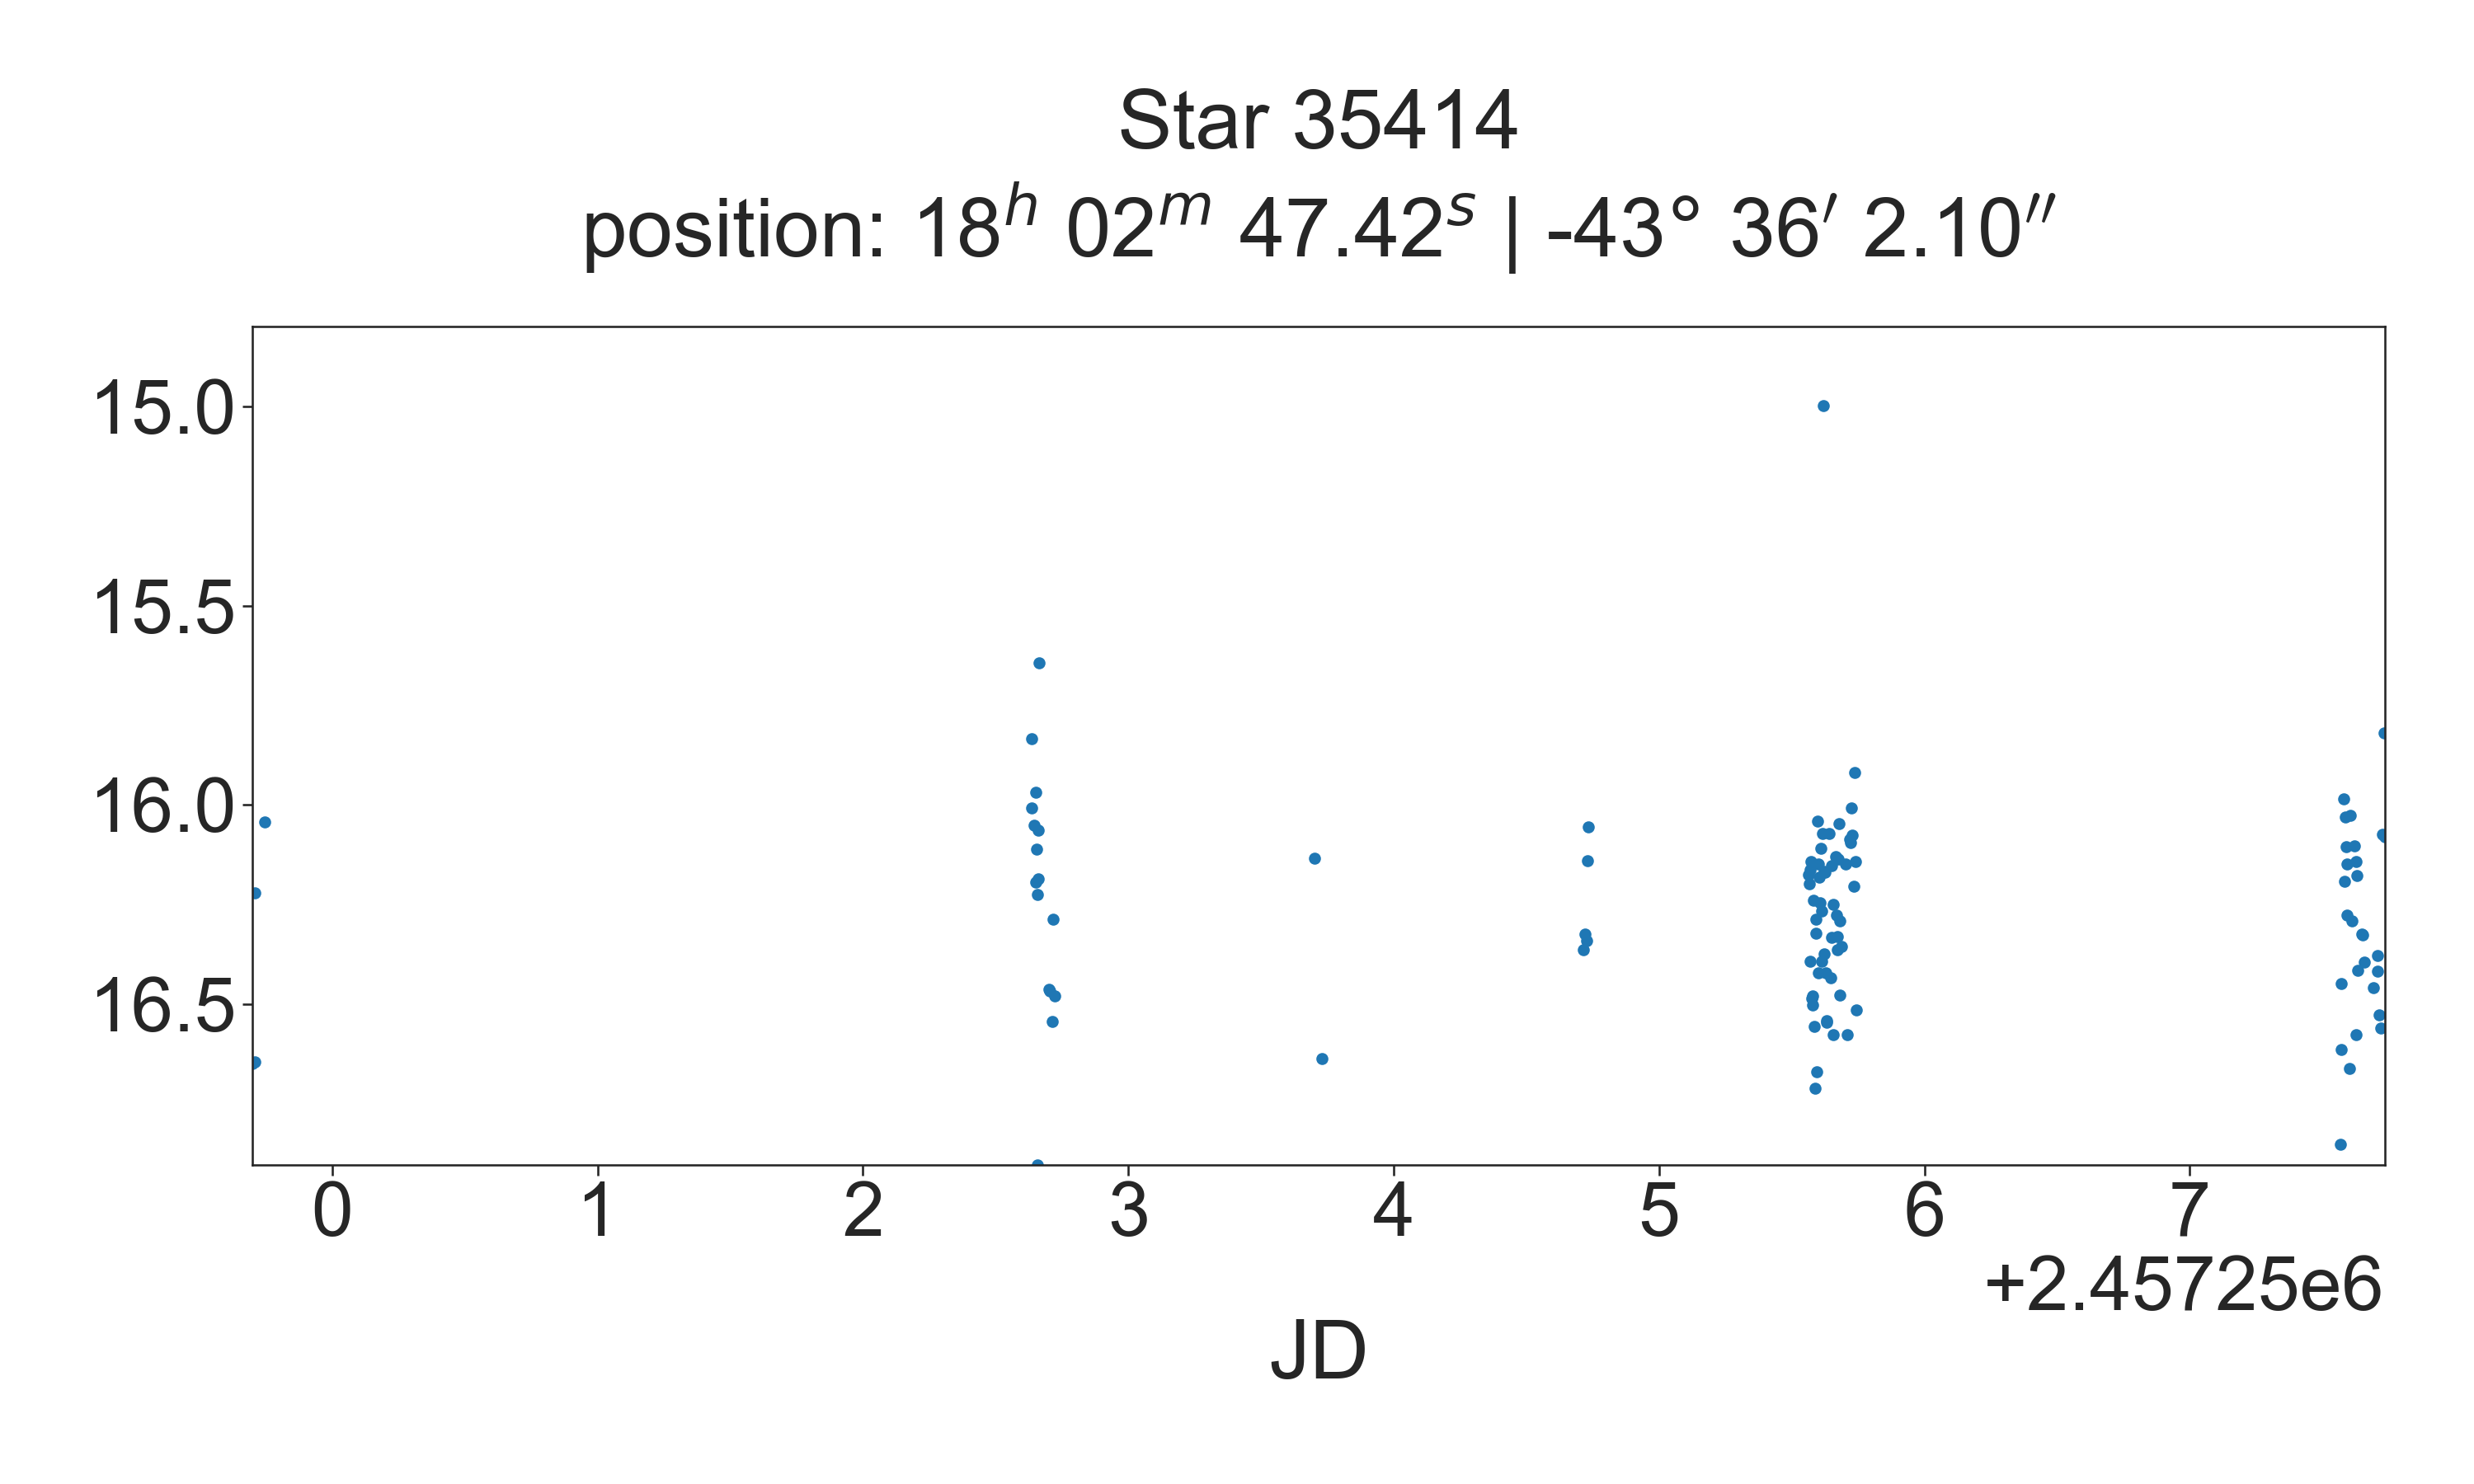 Star 35414
position: 18ʰ 02ᵐ 47.42ˢ | -43° 36′ 2.10″
15.0
15.5
16.0
16.5
0 1 2 3 4 5 6 7
+2.45725e6
JD